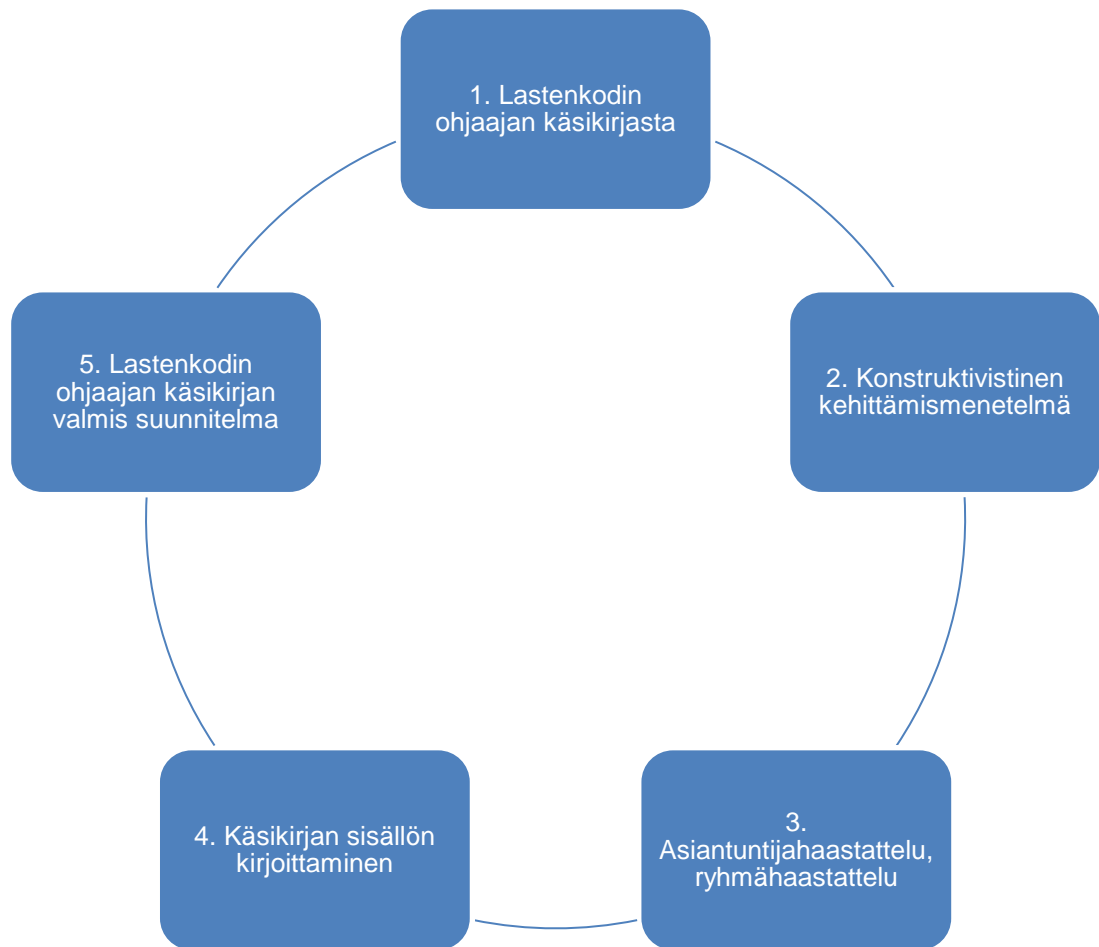 1. Lastenkodin
ohjaajan käsikirjasta
2. Konstruktivistinen
kehittämismenetelmä
3.
Asiantuntijahaastattelu,
ryhmähaastattelu
4. Käsikirjan sisällön
kirjoittaminen
5. Lastenkodin
ohjaajan käsikirjan
valmis suunnitelma